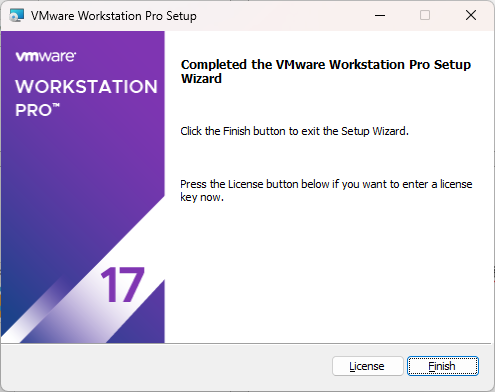 VMware Workstation Pro Setup
vmware®
WORKSTATION
PRO™
17
Completed the VMware Workstation Pro Setup
Wizard
Click the Finish button to exit the Setup Wizard.
Press the License button below if you want to enter a license
key now.
License
Finish